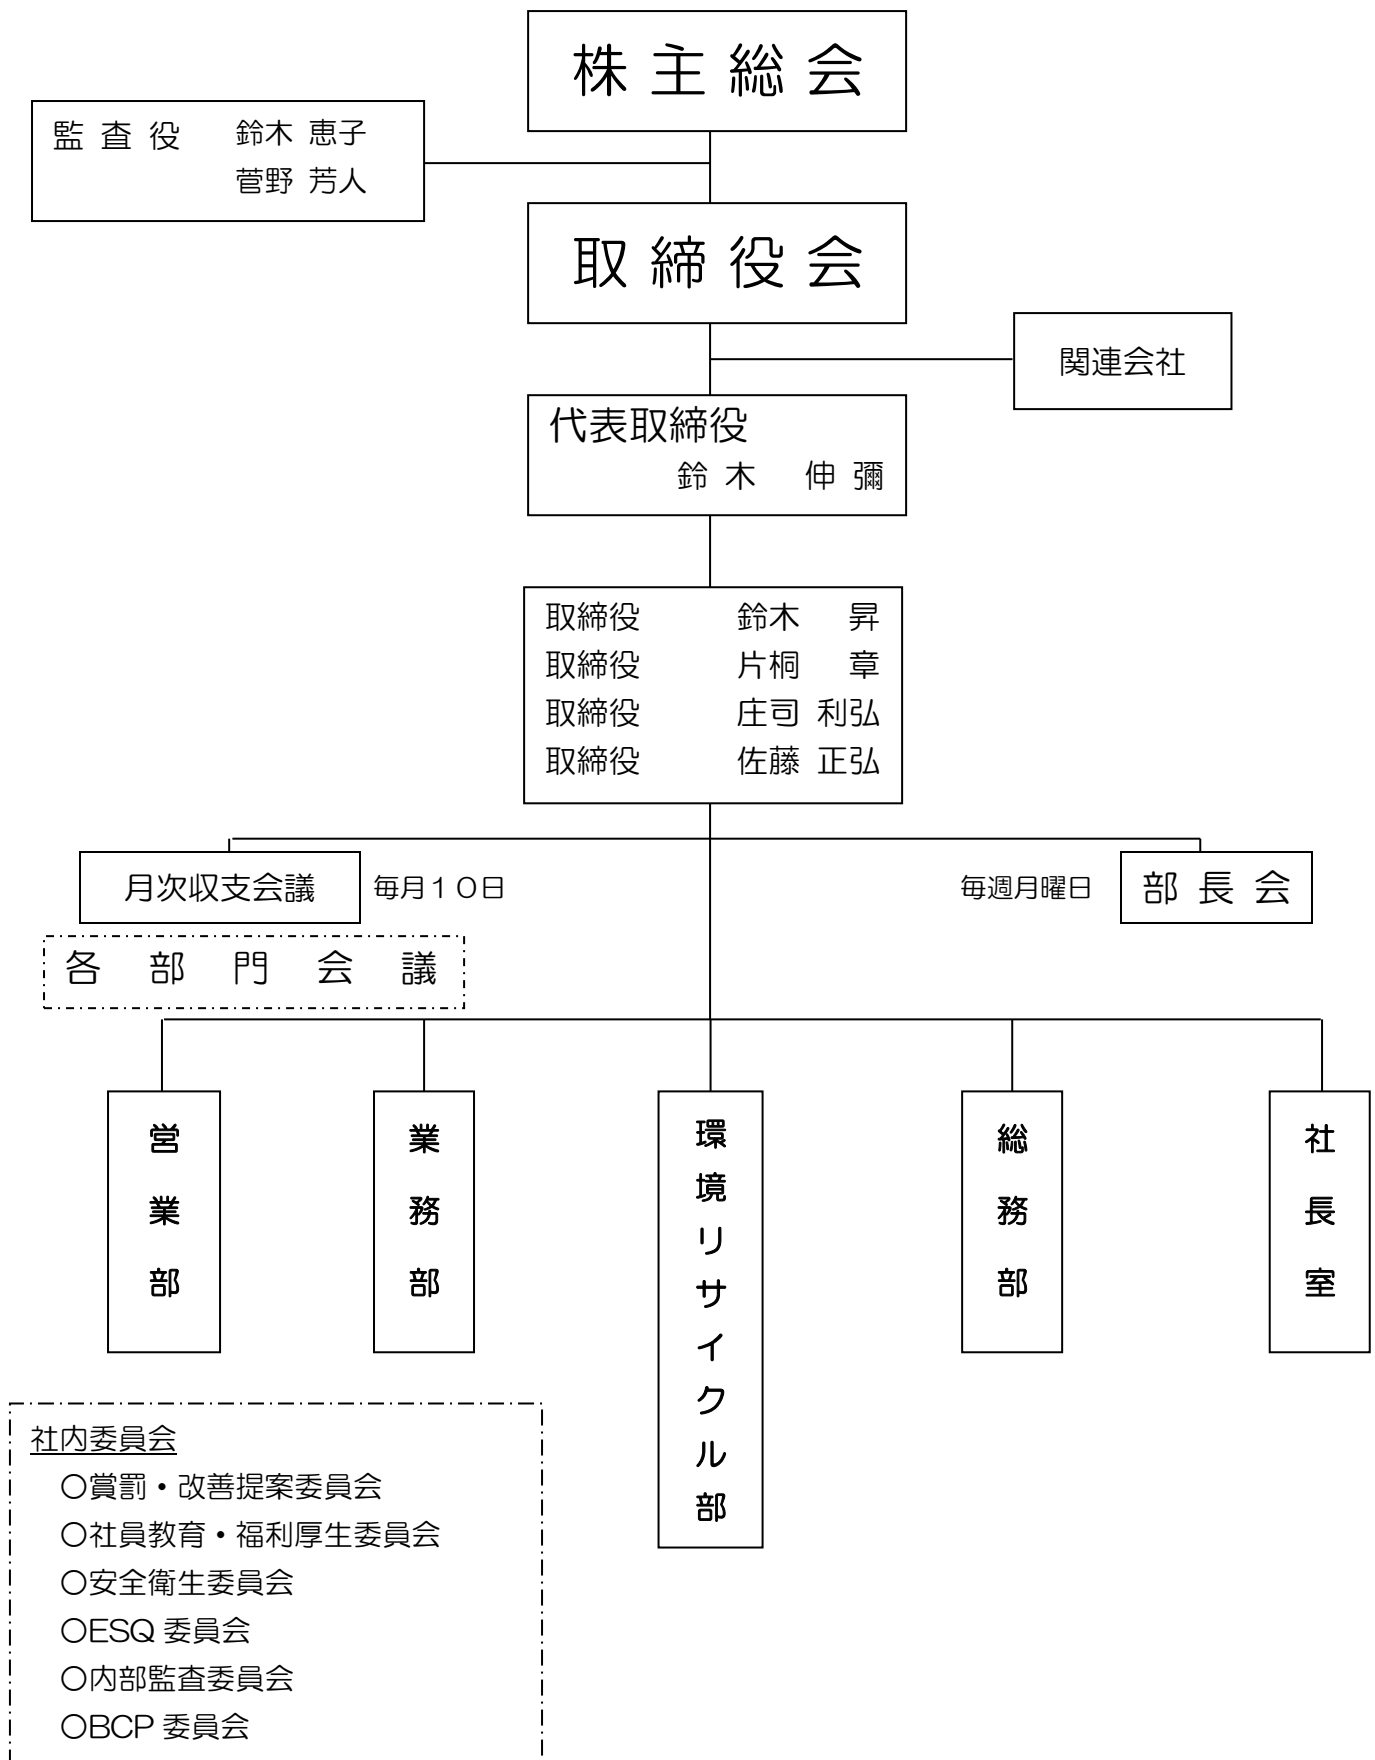 株 主 総 会
監 査 役 鈴木 恵子
菅野 芳人
取 締 役 会
関連会社
代表取締役
鈴 木 伸 彌
取締役 鈴木 昇
取締役 片桐 章
取締役 庄司 利弘
取締役 佐藤 正弘
月次収支会議 毎月１０日
毎週月曜日 部 長 会
各 部 門 会 議
営業部
業務部
環境リサイクル部
総務部
社長室
社内委員会
〇賞罰・改善提案委員会
〇社員教育・福利厚生委員会
〇安全衛生委員会
〇ESQ 委員会
〇内部監査委員会
〇BCP 委員会